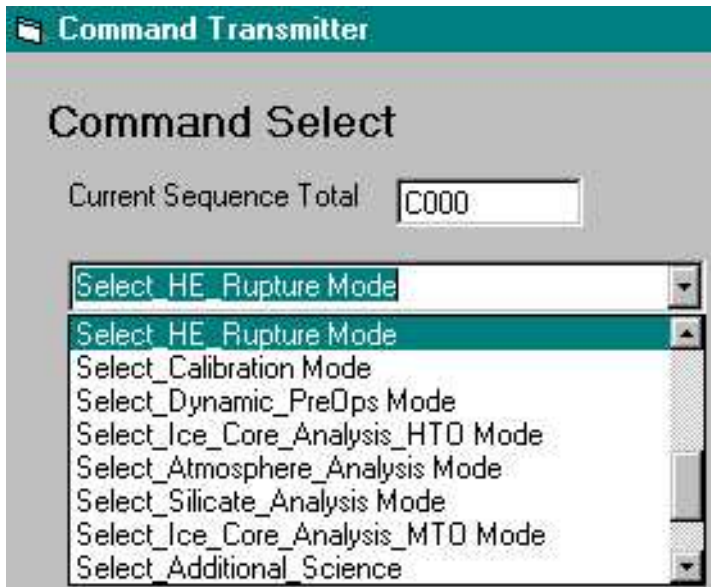 Command Transmitter
Command Select
Current Sequence Total C000
Select_HE_Rupture Mode
Select_HE_Rupture Mode
Select_Calibration Mode
Select_Dynamic_PreOps Mode
Select_Ice_Core_Analysis_HTO Mode
Select_Atmosphere_Analysis Mode
Select_Silicate_Analysis Mode
Select_Ice_Core_Analysis_MTO Mode
Select_Additional_Science